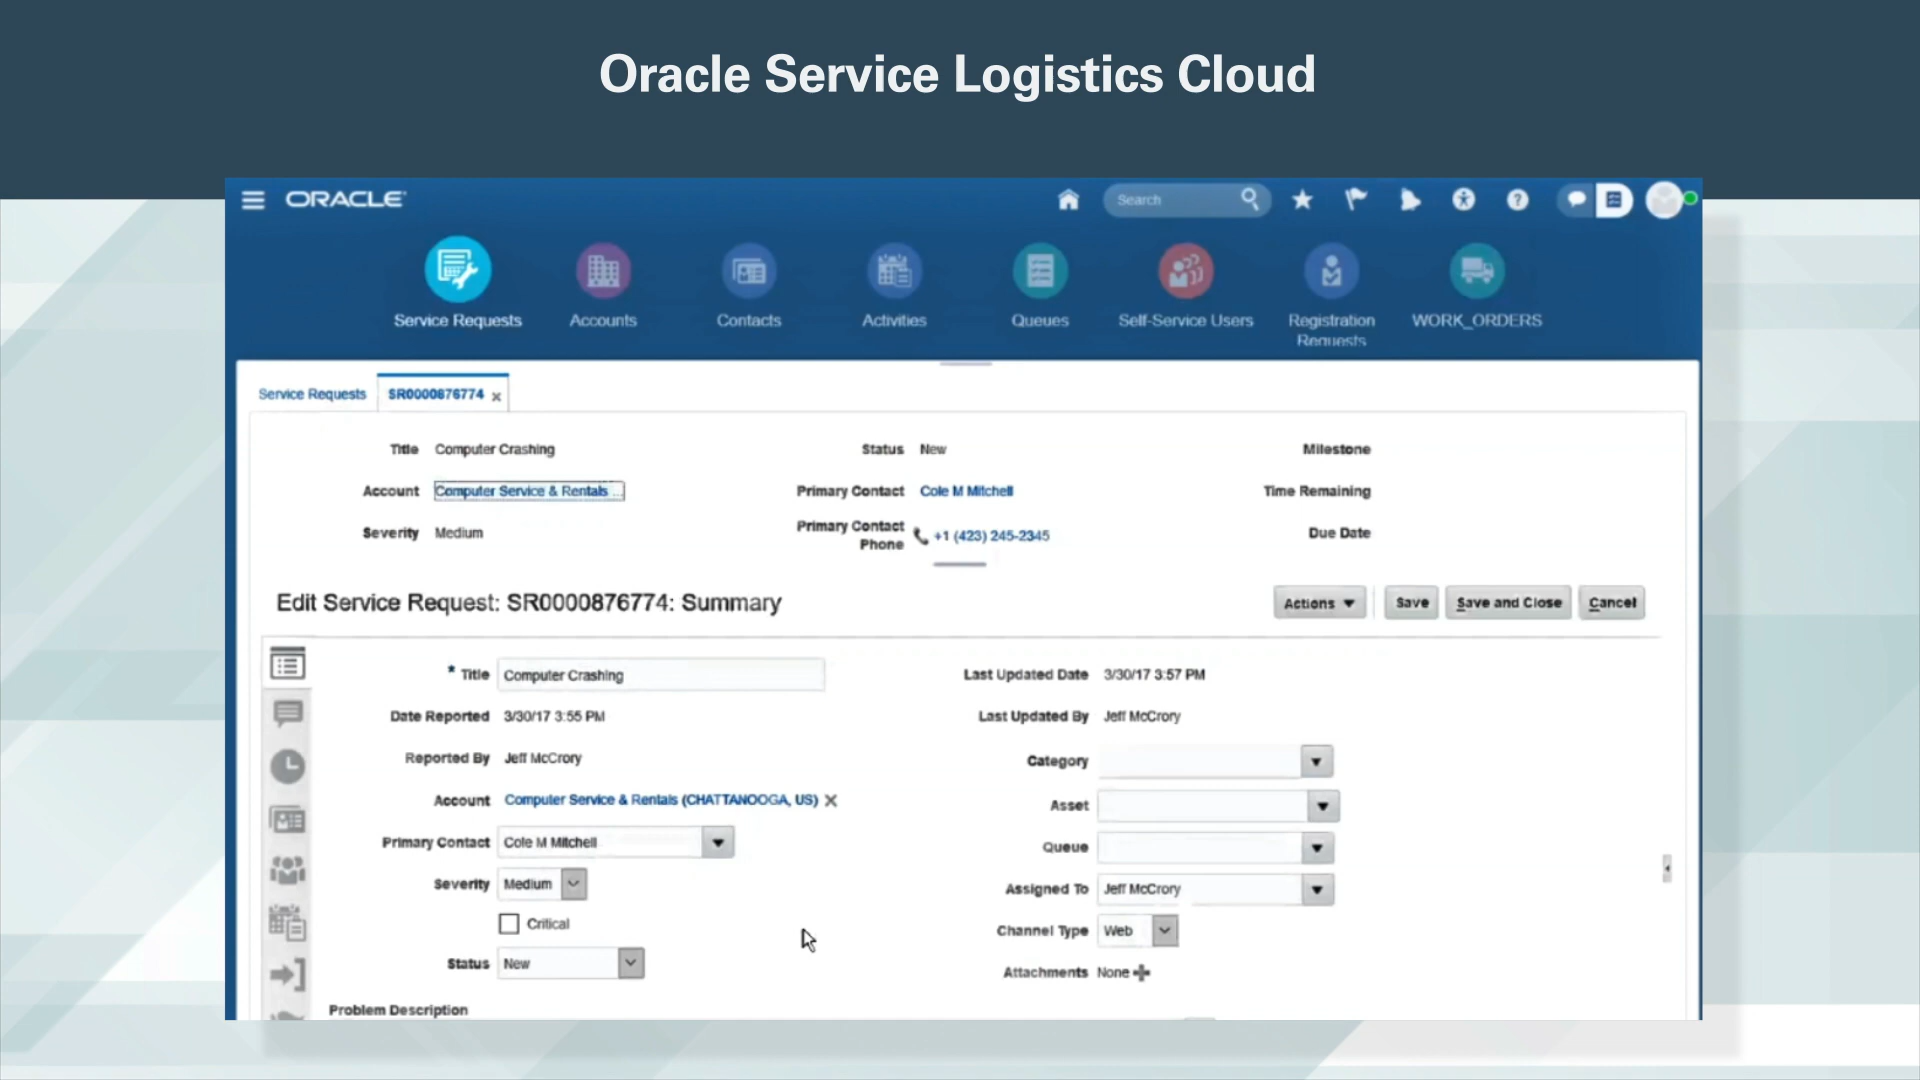 Oracle Service Logistics Cloud
ORACLE
Search
Service Requests
Accounts
Contacts
Activities
Queues
Self-Service Users
Registration
Requests
WORK_ORDERS
Service Requests
SR0000876774
Title Computer Crashing
Status New
Milestone
Account Computer Service & Rentals ...
Primary Contact Cole M Mitchell
Time Remaining
Severity Medium
Primary Contact
Phone +1 (423) 245-2345
Due Date
Edit Service Request: SR0000876774: Summary
Actions
Save
Save and Close
Cancel
* Title Computer Crashing
Last Updated Date 3/30/17 3:57 PM
Date Reported 3/30/17 3:55 PM
Last Updated By Jeff McCrory
Reported By Jeff McCrory
Category
Account Computer Service & Rentals (CHATTANOOGA, US)
Asset
Primary Contact Cole M Mitchell
Queue
Severity Medium
Assigned To Jeff McCrory
Critical
Channel Type Web
Status New
Attachments None
Problem Description